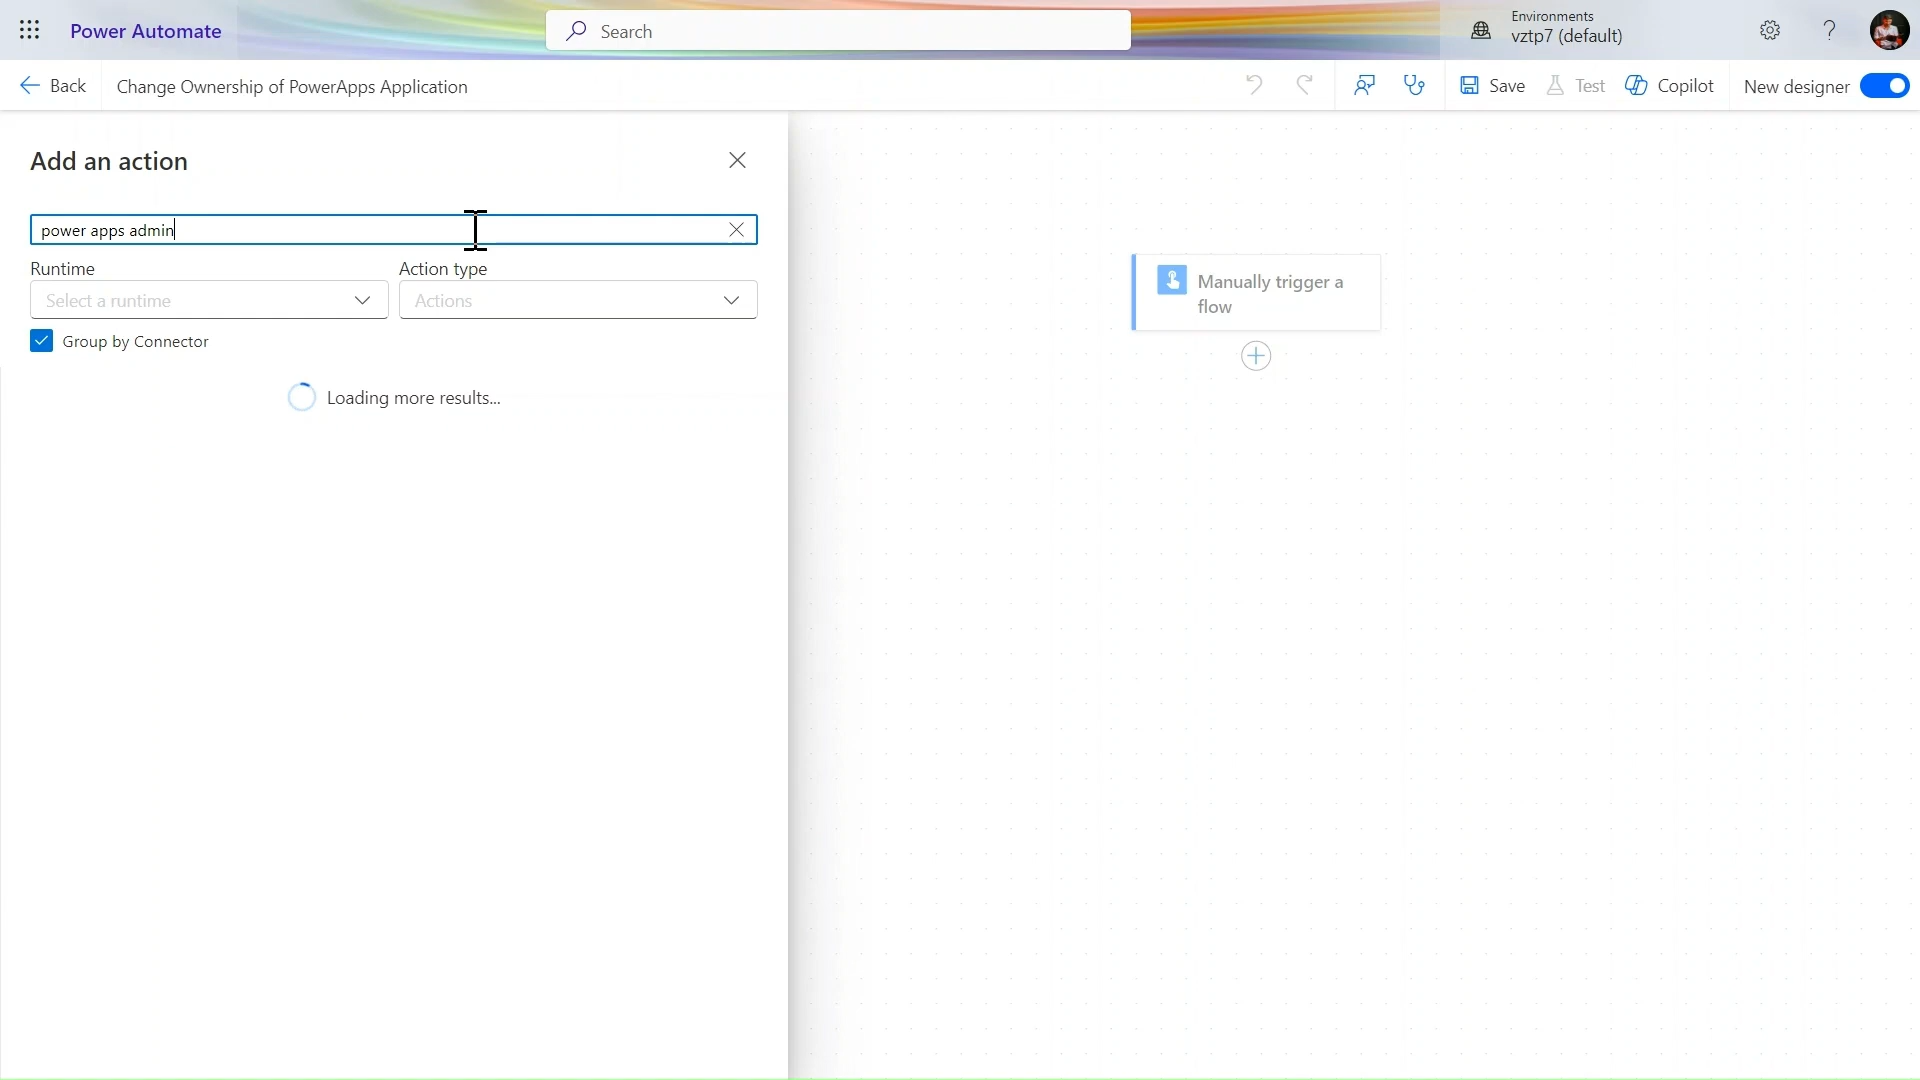 Power Automate
Search
Environments
vztp7 (default)
Back
Change Ownership of PowerApps Application
Save
Test
Copilot
New designer
Add an action
power apps admin
Runtime
Action type
Select a runtime
Actions
Group by Connector
Loading more results...
Manually trigger a
flow